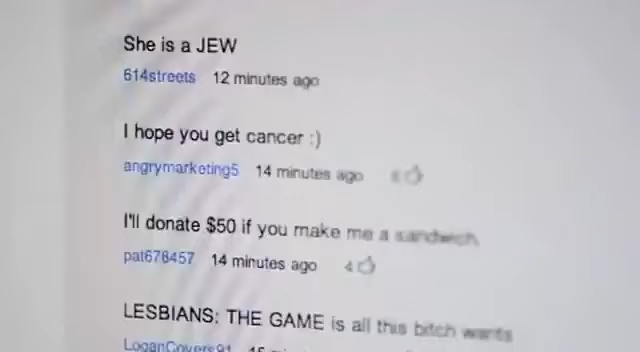 She is a JEW
614streets 12 minutes ago
I hope you get cancer :)
angrymarketing5 14 minutes ago
I'll donate $50 if you make me a sandwich
pat678457 14 minutes ago 4
LESBIANS: THE GAME is all this bitch wants